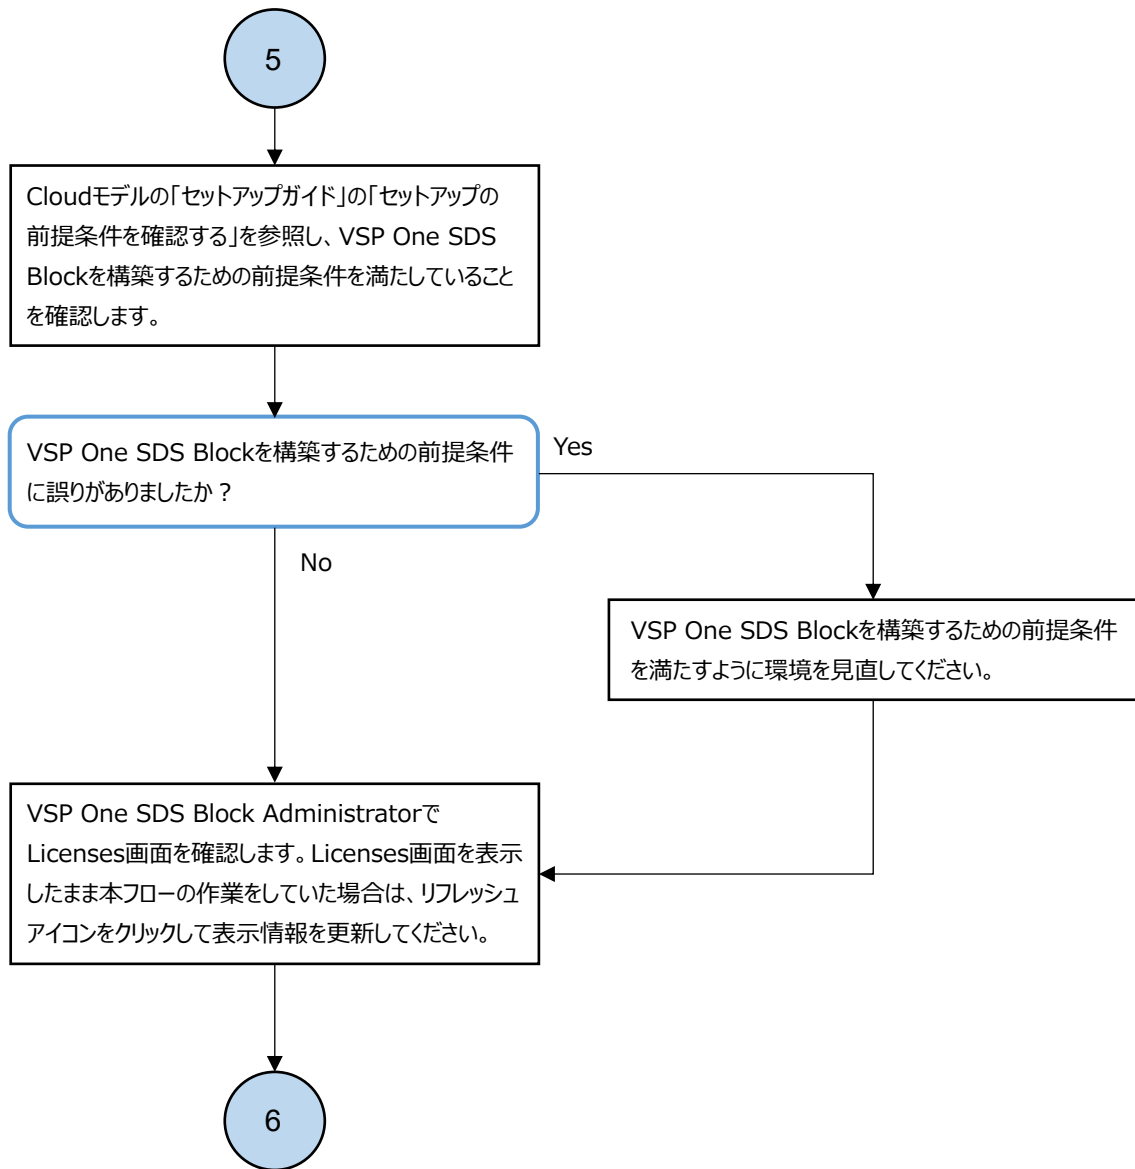 5
Cloudモデルの「セットアップガイド」の「セットアップの
前提条件を確認する」を参照し、VSP One SDS
Blockを構築するための前提条件を満たしていること
を確認します。
VSP One SDS Blockを構築するための前提条件
に誤りがありましたか？
Yes
No
VSP One SDS Blockを構築するための前提条件
を満たすように環境を見直してください。
VSP One SDS Block Administratorで
Licenses画面を確認します。Licenses画面を表示
したまま本フローの作業をしていた場合は、リフレッシュ
アイコンをクリックして表示情報を更新してください。
6